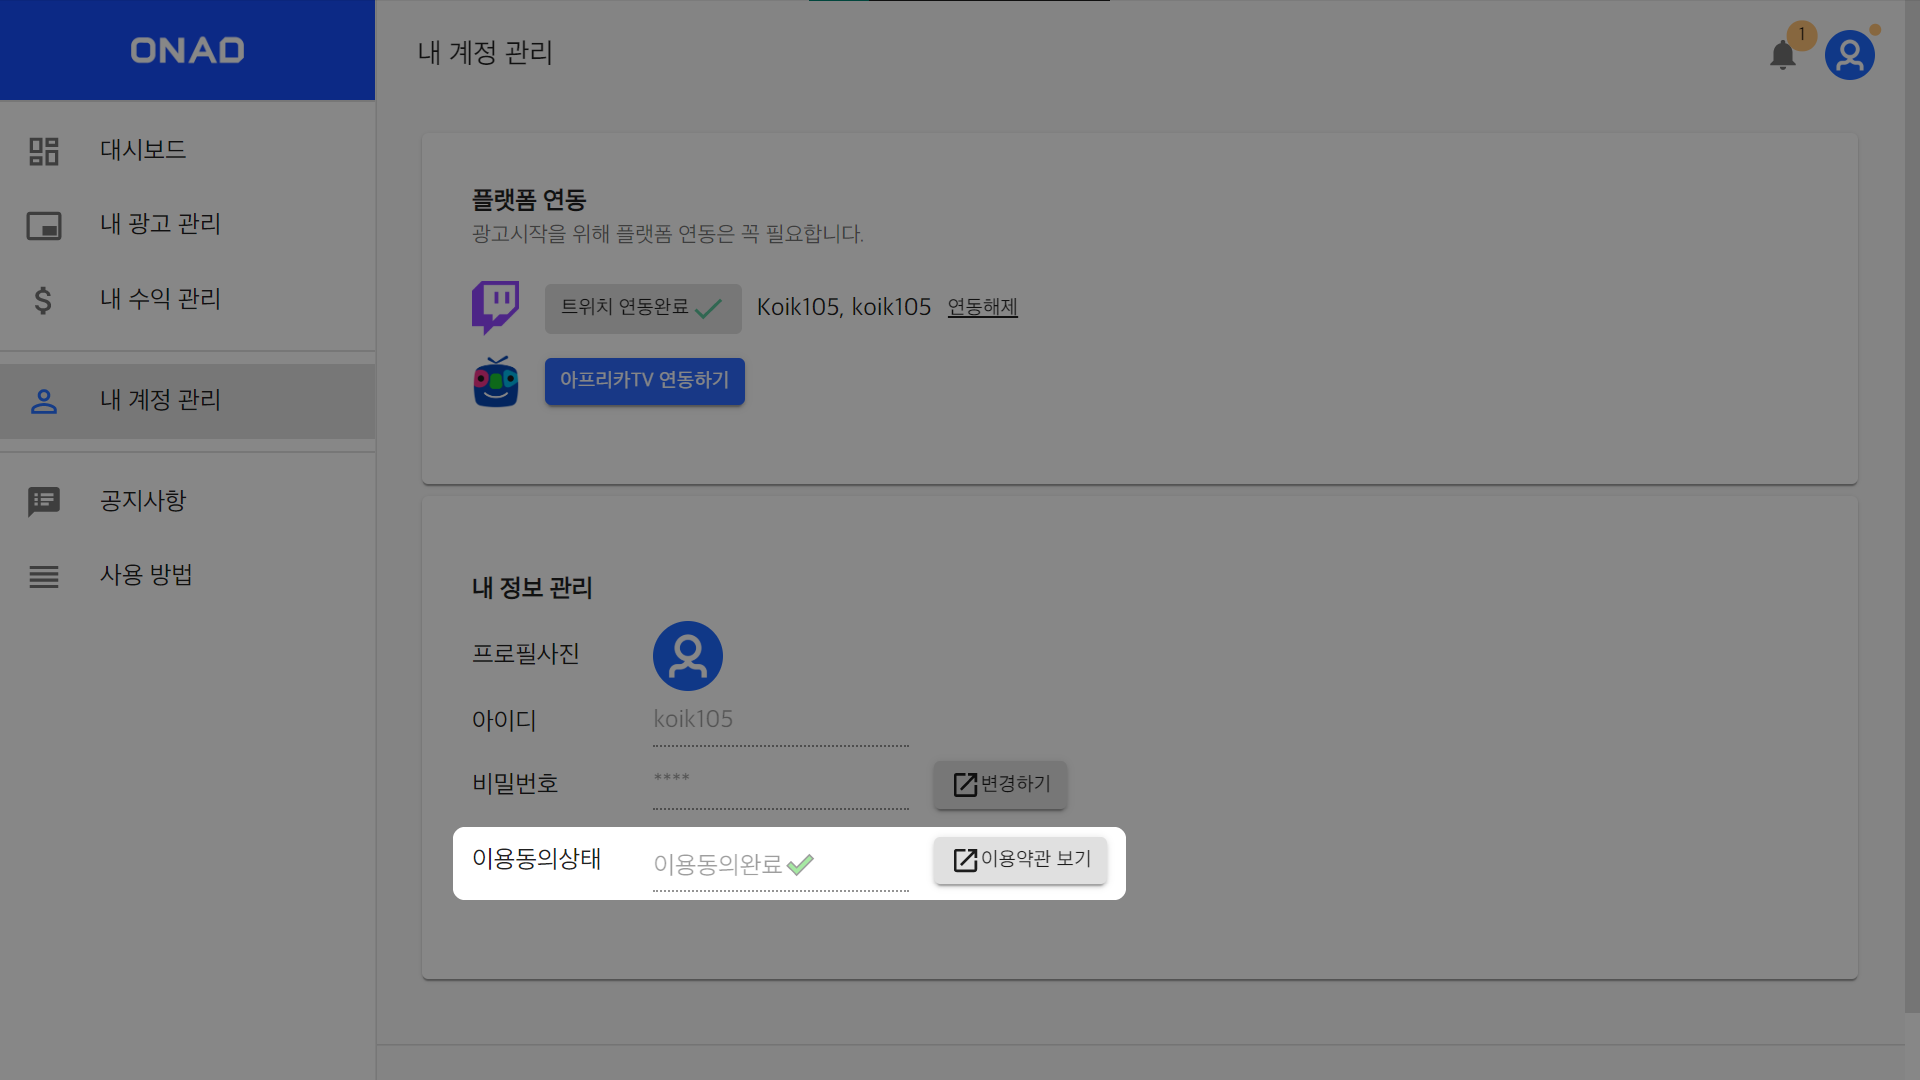 ONAD
내 계정 관리
1
대시보드
내 광고 관리
내 수익 관리
내 계정 관리
공지사항
사용 방법
플랫폼 연동
광고시작을 위해 플랫폼 연동은 꼭 필요합니다.
트위치 연동완료 Koik105, koik105 연동해제
아프리카TV 연동하기
내 정보 관리
프로필사진
아이디 koik105
비밀번호 **** 변경하기
이용동의상태 이용동의완료 이용약관 보기